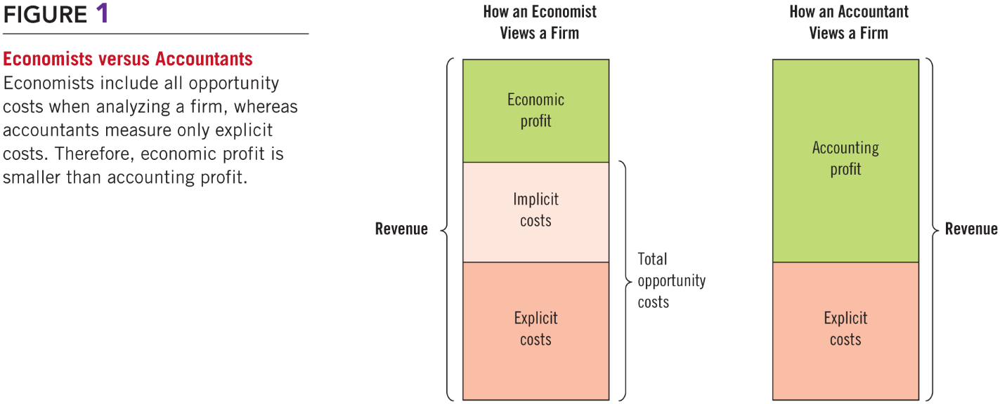 FIGURE 1
Economists versus Accountants
Economists include all opportunity
costs when analyzing a firm, whereas
accountants measure only explicit
costs. Therefore, economic profit is
smaller than accounting profit.
How an Economist
Views a Firm
Revenue
Economic
profit
Implicit
costs
Explicit
costs
Total
opportunity
costs
How an Accountant
Views a Firm
Accounting
profit
Explicit
costs
Revenue